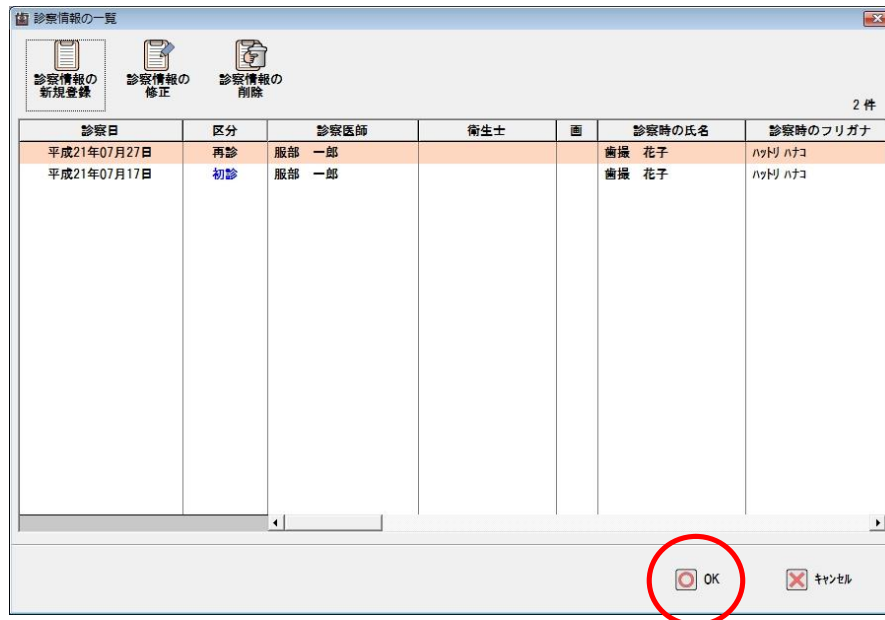 診察情報の一覧
診察情報の
新規登録
診察情報の
修正
診察情報の
削除
2 件
診察日 区分 診察医師 衛生士 画 診察時の氏名 診察時のフリガナ
平成21年07月27日 再診 服部 一郎 歯撮 花子 ﾊｯﾄﾘ ﾊﾅｺ
平成21年07月17日 初診 服部 一郎 歯撮 花子 ﾊｯﾄﾘ ﾊﾅｺ
OK ｷｬﾝｾﾙ